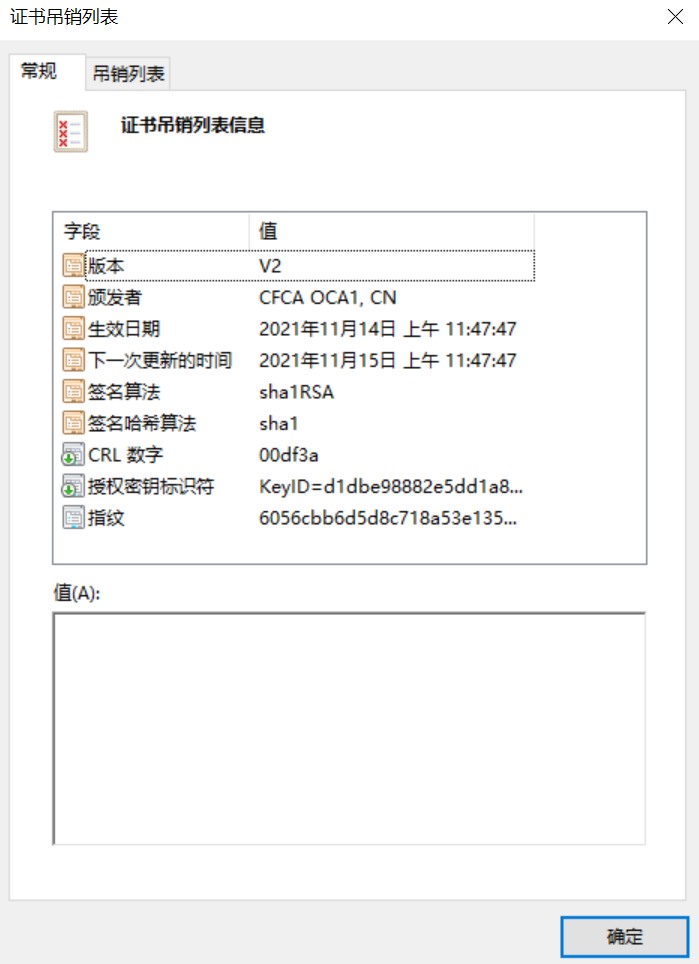 证书吊销列表
常规
吊销列表
证书吊销列表信息
字段 值
版本 V2
颁发者 CFCA OCA1, CN
生效日期 2021年11月14日 上午 11:47:47
下一次更新的时间 2021年11月15日 上午 11:47:47
签名算法 sha1RSA
签名哈希算法 sha1
CRL 数字 00df3a
授权密钥标识符 KeyID=d1dbe98882e5dd1a8...
指纹 6056cbb6d5d8c718a53e135...
值(A):
确定